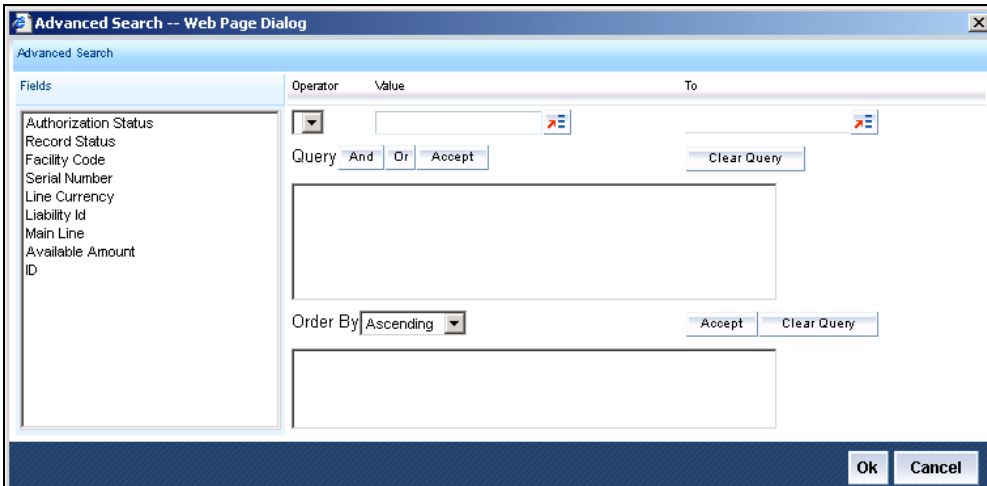 Advanced Search -- Web Page Dialog
Advanced Search
Fields
Operator Value To
Authorization Status
Record Status
Facility Code
Serial Number
Line Currency
Liability Id
Main Line
Available Amount
ID
Query And Or Accept Clear Query
Order By Ascending Accept Clear Query
Ok Cancel